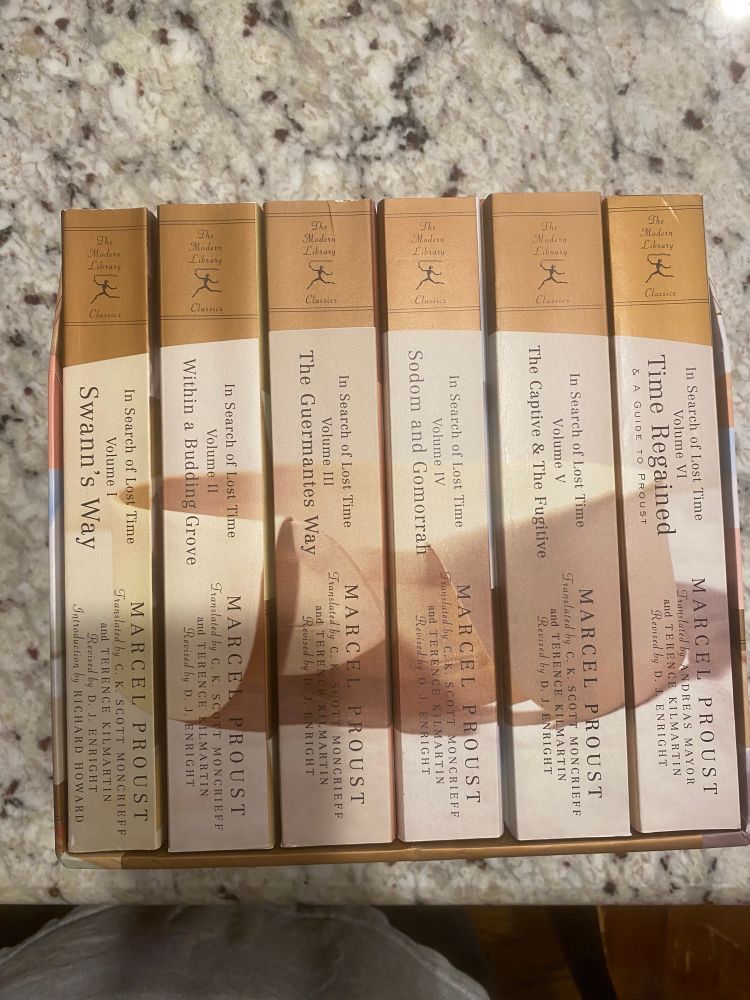 The
Modern
Library
Classics
In Search of Lost Time
Volume I
Swann's Way
MARCEL PROUST
Translated by C. K. SCOTT MONCRIEFF
and TERENCE KILMARTIN
Revised by D. J. ENRIGHT
Introduction by RICHARD HOWARD
The
Modern
Library
Classics
In Search of Lost Time
Volume II
Within a Budding Grove
MARCEL PROUST
Translated by C. K. SCOTT MONCRIEFF
and TERENCE KILMARTIN
Revised by D. J. ENRIGHT
The
Modern
Library
Classics
In Search of Lost Time
Volume III
The Guermantes Way
MARCEL PROUST
Translated by C. K. SCOTT MONCRIEFF
and TERENCE KILMARTIN
Revised by D. J. ENRIGHT
The
Modern
Library
Classics
In Search of Lost Time
Volume IV
Sodom and Gomorrah
MARCEL PROUST
Translated by C. K. SCOTT MONCRIEFF
and TERENCE KILMARTIN
Revised by D. J. ENRIGHT
The
Modern
Library
Classics
In Search of Lost Time
Volume V
The Captive & The Fugitive
MARCEL PROUST
Translated by C. K. SCOTT MONCRIEFF
and TERENCE KILMARTIN
Revised by D. J. ENRIGHT
The
Modern
Library
Classics
In Search of Lost Time
Volume VI
Time Regained
& A GUIDE TO PROUST
MARCEL PROUST
Translated by ANDREAS MAYOR
and TERENCE KILMARTIN
Revised by D. J. ENRIGHT